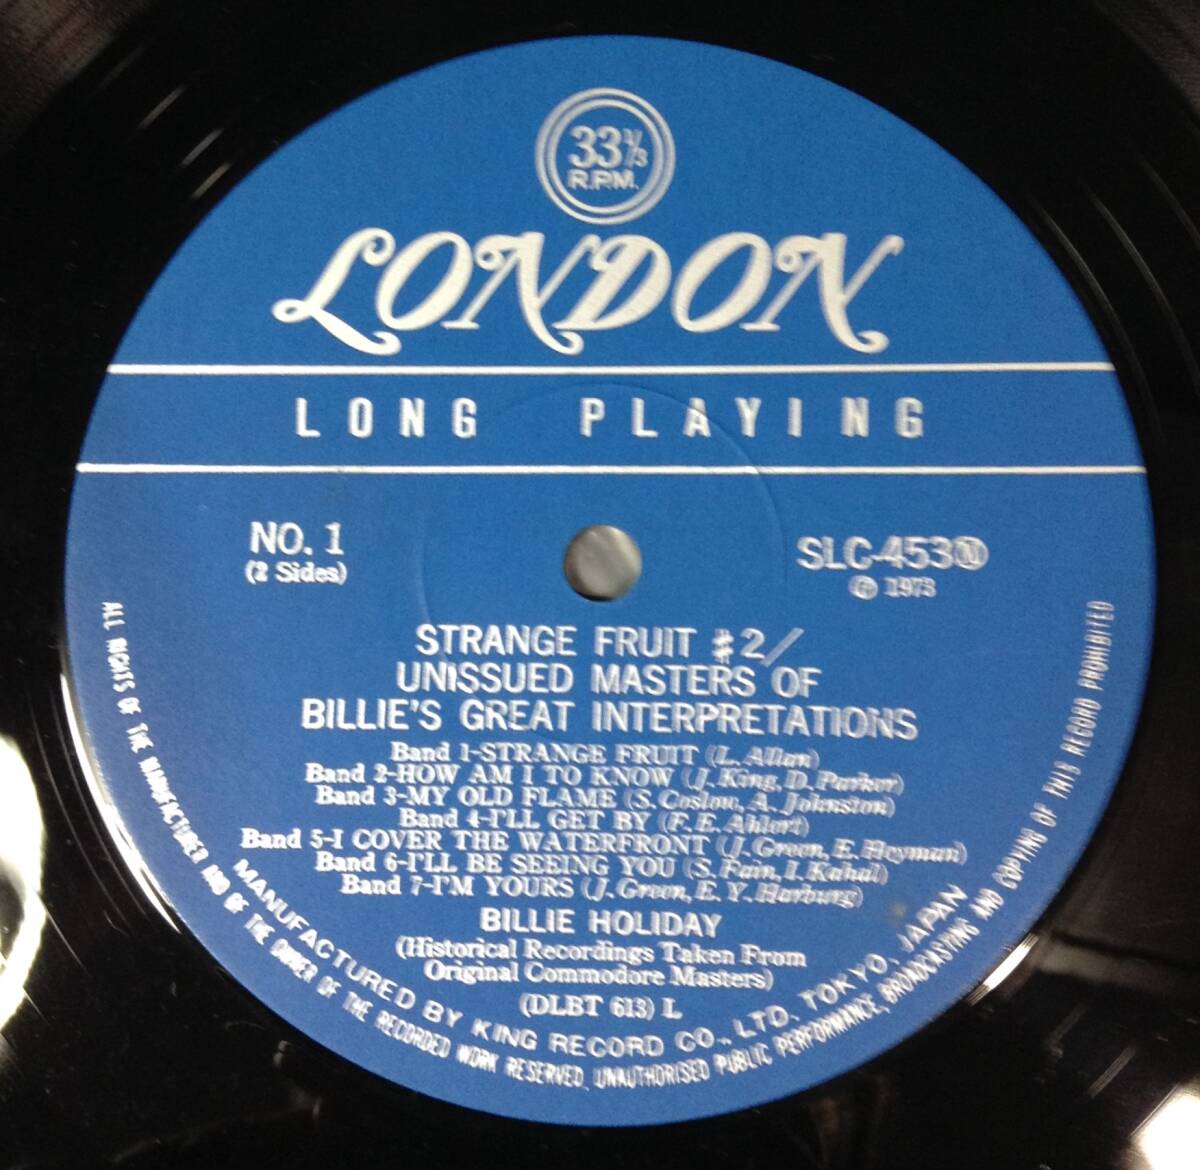 33⅓
R.P.M.
LONDON
LONG PLAYING
NO. 1
(2 Sides)
SLC-453 Ⓝ
Ⓟ 1973
STRANGE FRUIT #2/
UNISSUED MASTERS OF
BILLIE'S GREAT INTERPRETATIONS
Band 1-STRANGE FRUIT (L. Allan)
Band 2-HOW AM I TO KNOW (J. King, D. Parker)
Band 3-MY OLD FLAME (S. Coslow, A. Johnston)
Band 4-I'LL GET BY (F. E. Ahlert)
Band 5-I COVER THE WATERFRONT (J. Green, E. Heyman)
Band 6-I'LL BE SEEING YOU (S. Fain, I. Kahal)
Band 7-I'M YOURS (J. Green, E. Y. Harburg)
BILLIE HOLIDAY
(Historical Recordings Taken From
Original Commodore Masters)
(DLBT 613) L
MANUFACTURED BY KING RECORD CO., LTD. TOKYO, JAPAN
ALL RIGHTS OF THE MANUFACTURER AND OF THE OWNER OF THE RECORDED WORK RESERVED, UNAUTHORISED PUBLIC PERFORMANCE, BROADCASTING AND COPYING OF THIS RECORD PROHIBITED